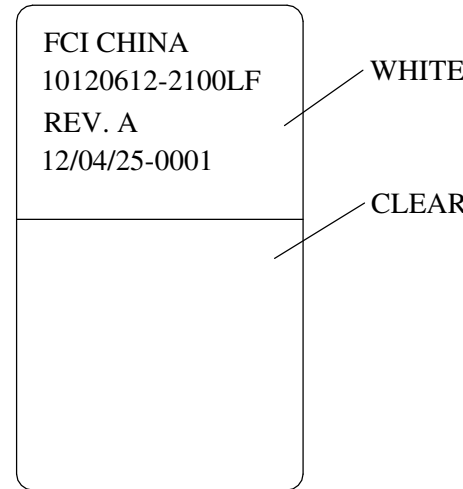 FCI CHINA
10120612-2100LF
REV. A
12/04/25-0001
WHITE
CLEAR